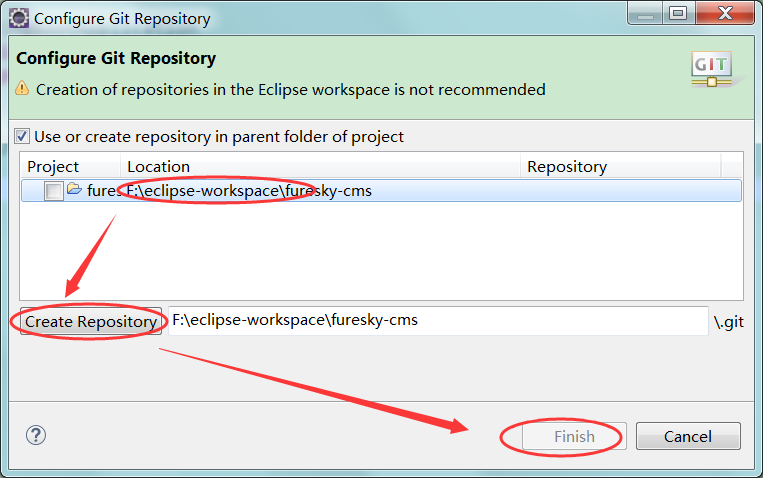 Configure Git Repository
Configure Git Repository
Creation of repositories in the Eclipse workspace is not recommended
GIT
Use or create repository in parent folder of project
Project Location Repository
fures F:\eclipse-workspace\furesky-cms
Create Repository F:\eclipse-workspace\furesky-cms \.git
? Finish Cancel